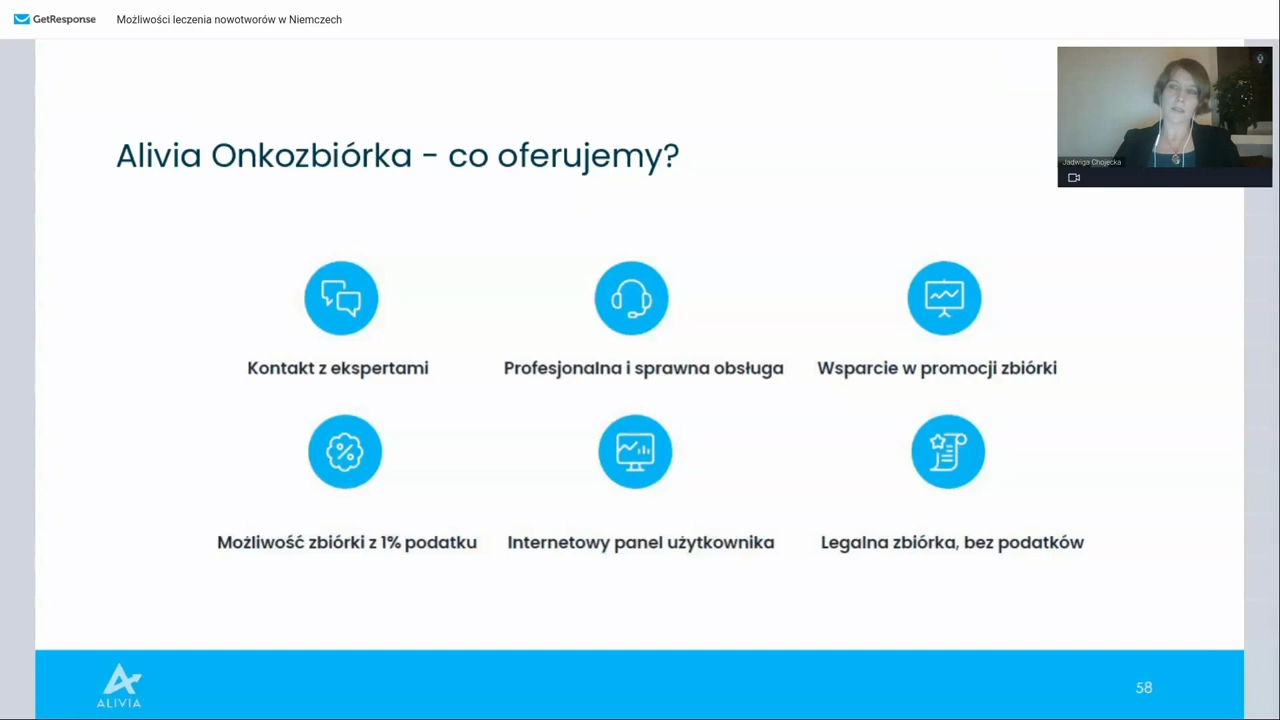 GetResponse Możliwości leczenia nowotworów w Niemczech
Alivia Onkozbiórka - co oferujemy?
Jadwiga Chojecka
Kontakt z ekspertami
Profesjonalna i sprawna obsługa
Wsparcie w promocji zbiórki
Możliwość zbiórki z 1% podatku
Internetowy panel użytkownika
Legalna zbiórka, bez podatków
ALIVIA
58